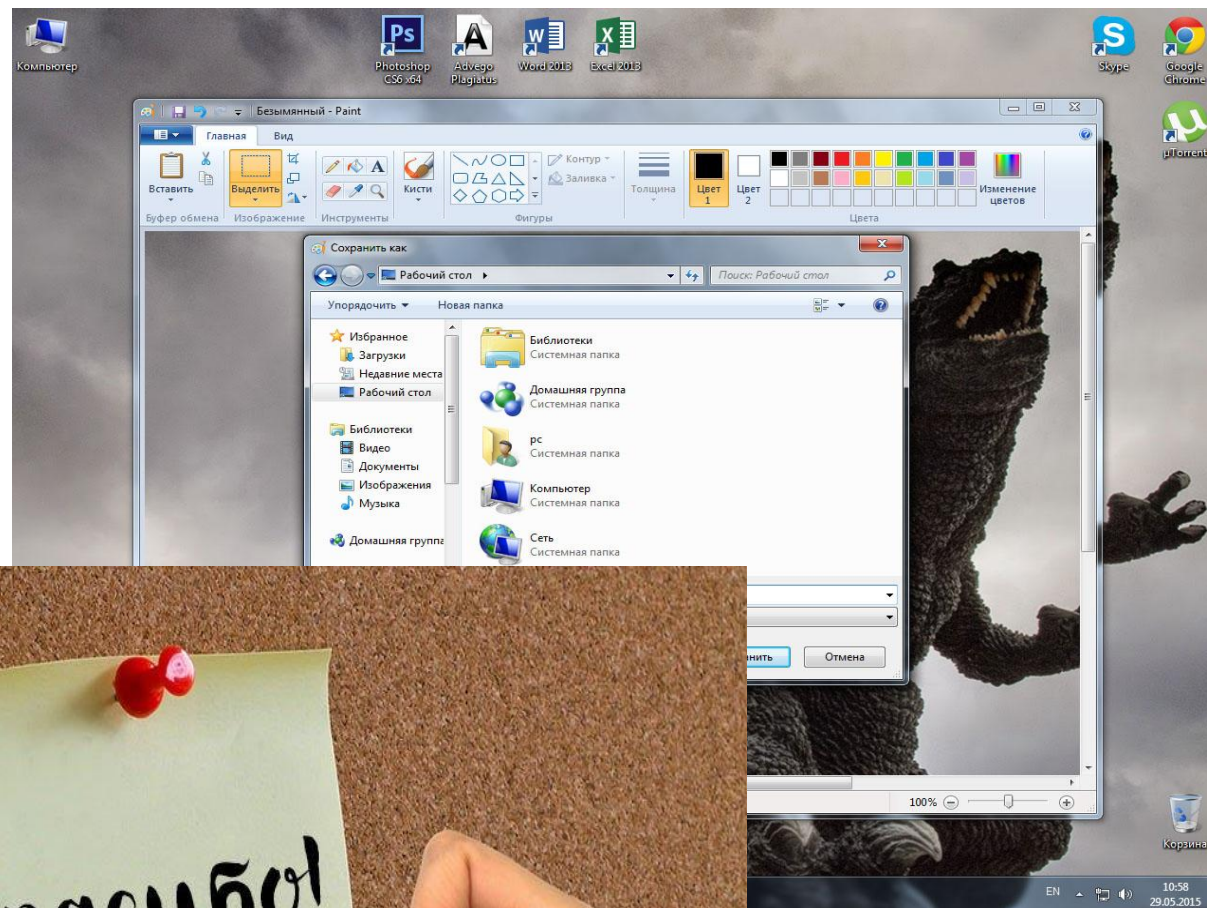 Компьютер
Photoshop CS6 x64
Advego Plagiatus
Word 2013
Excel 2013
Skype
Google Chrome
µTorrent
Безымянный - Paint
Главная Вид
Вставить
Выделить
Кисти
Контур
Заливка
Толщина
Цвет 1
Цвет 2
Изменение цветов
Буфер обмена Изображение Инструменты Фигуры Цвета
Сохранить как
Рабочий стол
Поиск: Рабочий стол
Упорядочить Новая папка
Избранное
Загрузки
Недавние места
Рабочий стол
Библиотеки
Видео
Документы
Изображения
Музыка
Домашняя группа
Библиотеки
Системная папка
Домашняя группа
Системная папка
pc
Системная папка
Компьютер
Системная папка
Сеть
Системная папка
нить Отмена
100%
Корзина
EN
10:58
29.05.2015